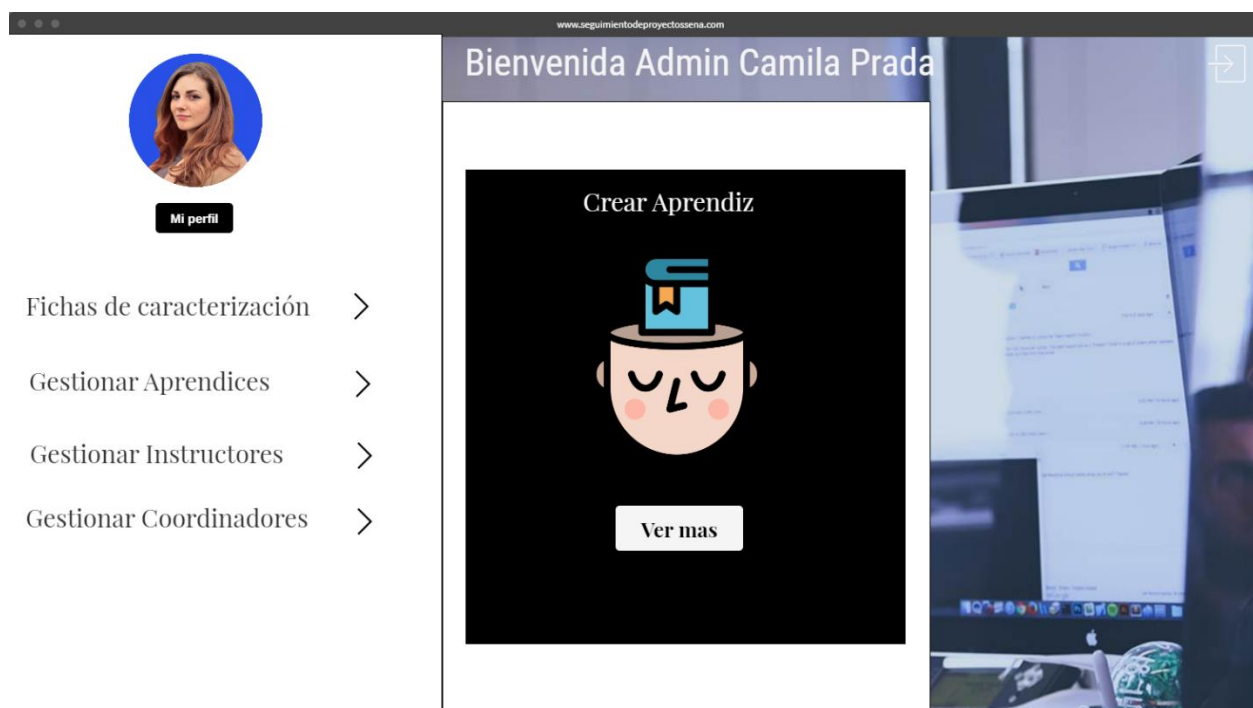 www.seguimientodeproyectossena.com
Bienvenida Admin Camila Prada
Mi perfil
Fichas de caracterización
Gestionar Aprendices
Gestionar Instructores
Gestionar Coordinadores
Crear Aprendiz
Ver mas